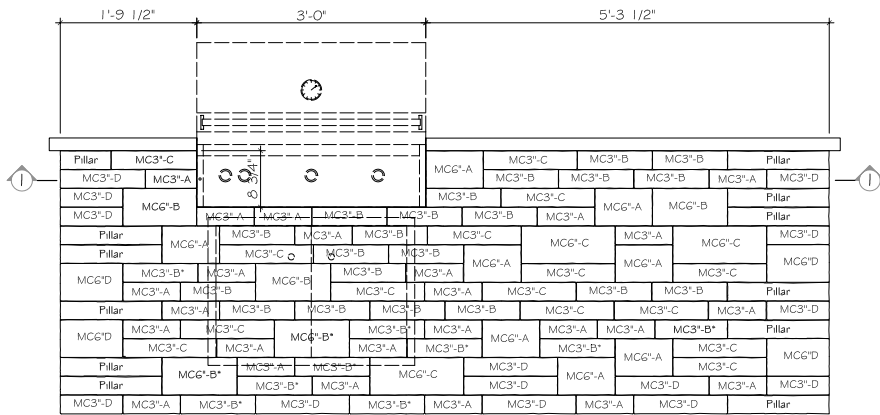 1'-9 1/2" 3'-0" 5'-3 1/2"
8 3/4"
Pillar MC3"-C MC6"-A MC3"-C MC3"-B MC3"-B Pillar
1 MC3"-D MC3"-A MC3"-B MC3"-B MC3"-B MC3"-A MC3"-D 1
MC3"-D MC6"-B MC3"-B MC3"-C MC6"-A MC6"-B Pillar
MC3"-D MC3"-A MC3"-A MC3"-B MC3"-B MC3"-B MC3"-A Pillar
Pillar MC6"-A MC3"-B MC3"-A MC3"-B MC3"-C MC6"-C MC3"-A MC6"-C MC3"-D
Pillar MC3"-C MC3"-B MC3"-B MC6"-A MC6"-A MC6"D
MC6"D MC3"-B* MC3"-A MC6"-B MC3"-B MC3"-A MC3"-C MC3"-C
MC3"-A MC3"-B MC3"-B MC3"-A MC3"-C MC3"-B MC3"-B MC3"-D
Pillar MC3"-A MC3"-B MC3"-B MC3"-B MC3"-B MC3"-C MC3"-C MC3"-A MC3"-D
MC6"D MC3"-A MC3"-C MC6"-B* MC3"-B* MC3"-A MC6"-A MC3"-A MC3"-A MC3"-B* Pillar
MC3"-C MC3"-A MC3"-A MC3"-B* MC3"-B* MC6"-A MC3"-C MC6"D
Pillar MC6"-B* MC3"-A MC3"-B* MC6"-C MC3"-D MC6"-A MC3"-C
Pillar MC3"-B* MC3"-A MC3"-D MC3"-D MC3"-A MC3"-D
MC3"-D MC3"-A MC3"-B* MC3"-D MC3"-B* MC3"-A MC3"-D MC3"-A MC3"-D Pillar